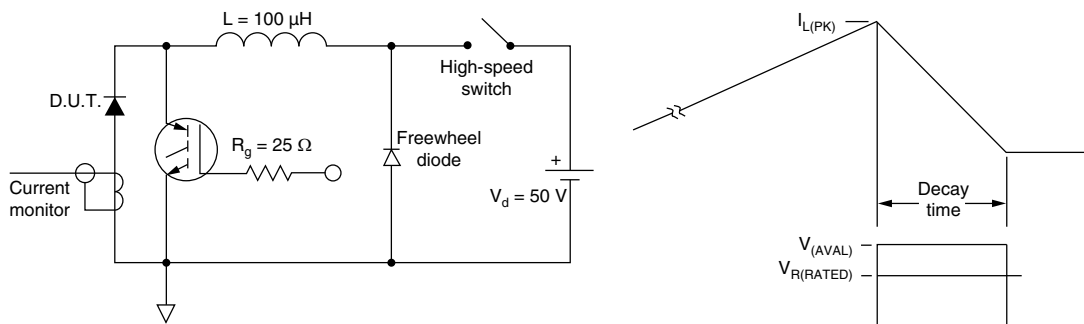 L = 100 µH
D.U.T.
High-speed
switch
R_g = 25 Ω
Freewheel
diode
+
V_d = 50 V
Current
monitor
I_L(PK)
Decay
time
V_(AVAL)
V_R(RATED)